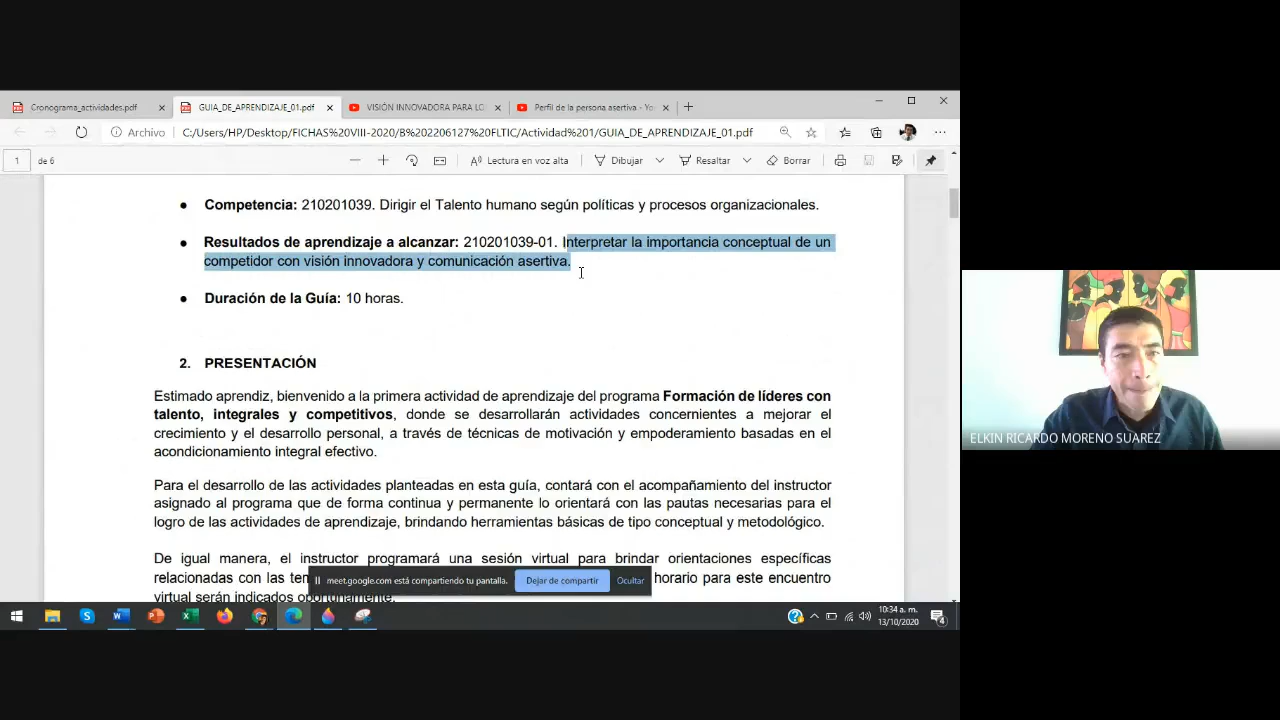 Cronograma_actividades.pdf
GUIA_DE_APRENDIZAJE_01.pdf
VISIÓN INNOVADORA PARA LO
Perfil de la persona asertiva - Yo
Archivo
C:/Users/HP/Desktop/FICHAS%20VIII-2020/B%202206127%20FLTIC/Actividad%201/GUIA_DE_APRENDIZAJE_01.pdf
1 de 6
Lectura en voz alta
Dibujar
Resaltar
Borrar
● Competencia: 210201039. Dirigir el Talento humano según políticas y procesos organizacionales.
● Resultados de aprendizaje a alcanzar: 210201039-01. Interpretar la importancia conceptual de un
competidor con visión innovadora y comunicación asertiva.
● Duración de la Guía: 10 horas.
2. PRESENTACIÓN
Estimado aprendiz, bienvenido a la primera actividad de aprendizaje del programa Formación de líderes con
talento, integrales y competitivos, donde se desarrollarán actividades concernientes a mejorar el
crecimiento y el desarrollo personal, a través de técnicas de motivación y empoderamiento basadas en el
acondicionamiento integral efectivo.
Para el desarrollo de las actividades planteadas en esta guía, contará con el acompañamiento del instructor
asignado al programa que de forma continua y permanente lo orientará con las pautas necesarias para el
logro de las actividades de aprendizaje, brindando herramientas básicas de tipo conceptual y metodológico.
De igual manera, el instructor programará una sesión virtual para brindar orientaciones específicas
relacionadas con las tem horario para este encuentro
virtual serán indicados oportunamente.
meet.google.com está compartiendo tu pantalla.
Dejar de compartir
Ocultar
10:34 a. m.
13/10/2020
4
ELKIN RICARDO MORENO SUAREZ